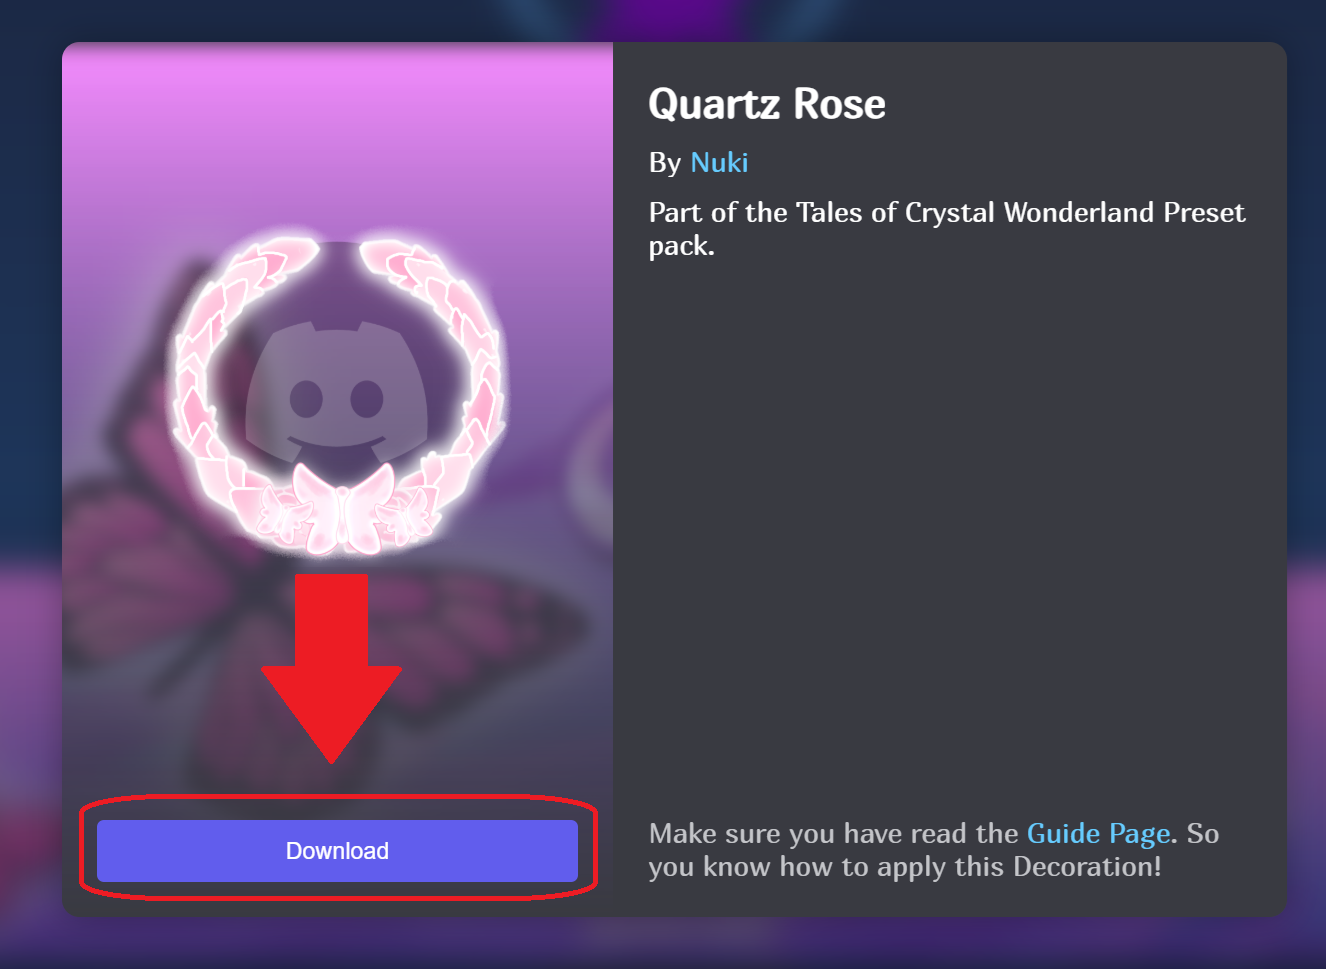 Quartz Rose
By Nuki
Part of the Tales of Crystal Wonderland Preset
pack.
Download
Make sure you have read the Guide Page. So
you know how to apply this Decoration!